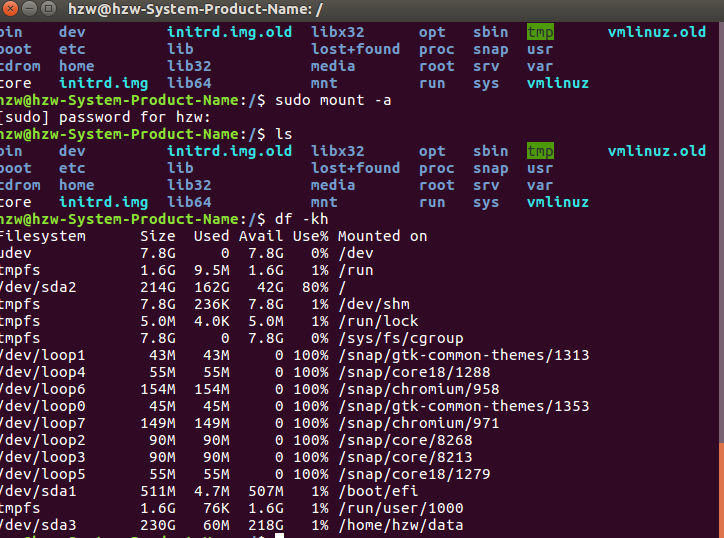 hzw@hzw-System-Product-Name: /
bin dev initrd.img.old libx32 opt sbin tmp vmlinuz.old
boot etc lib lost+found proc snap usr
cdrom home lib32 media root srv var
core initrd.img lib64 mnt run sys vmlinuz
hzw@hzw-System-Product-Name:/$ sudo mount -a
[sudo] password for hzw:
hzw@hzw-System-Product-Name:/$ ls
bin dev initrd.img.old libx32 opt sbin tmp vmlinuz.old
boot etc lib lost+found proc snap usr
cdrom home lib32 media root srv var
core initrd.img lib64 mnt run sys vmlinuz
hzw@hzw-System-Product-Name:/$ df -kh
Filesystem Size Used Avail Use% Mounted on
udev 7.8G 0 7.8G 0% /dev
tmpfs 1.6G 9.5M 1.6G 1% /run
/dev/sda2 214G 162G 42G 80% /
tmpfs 7.8G 236K 7.8G 1% /dev/shm
tmpfs 5.0M 4.0K 5.0M 1% /run/lock
tmpfs 7.8G 0 7.8G 0% /sys/fs/cgroup
/dev/loop1 43M 43M 0 100% /snap/gtk-common-themes/1313
/dev/loop4 55M 55M 0 100% /snap/core18/1288
/dev/loop6 154M 154M 0 100% /snap/chromium/958
/dev/loop0 45M 45M 0 100% /snap/gtk-common-themes/1353
/dev/loop7 149M 149M 0 100% /snap/chromium/971
/dev/loop2 90M 90M 0 100% /snap/core/8268
/dev/loop3 90M 90M 0 100% /snap/core/8213
/dev/loop5 55M 55M 0 100% /snap/core18/1279
/dev/sda1 511M 4.7M 507M 1% /boot/efi
tmpfs 1.6G 76K 1.6G 1% /run/user/1000
/dev/sda3 230G 60M 218G 1% /home/hzw/data